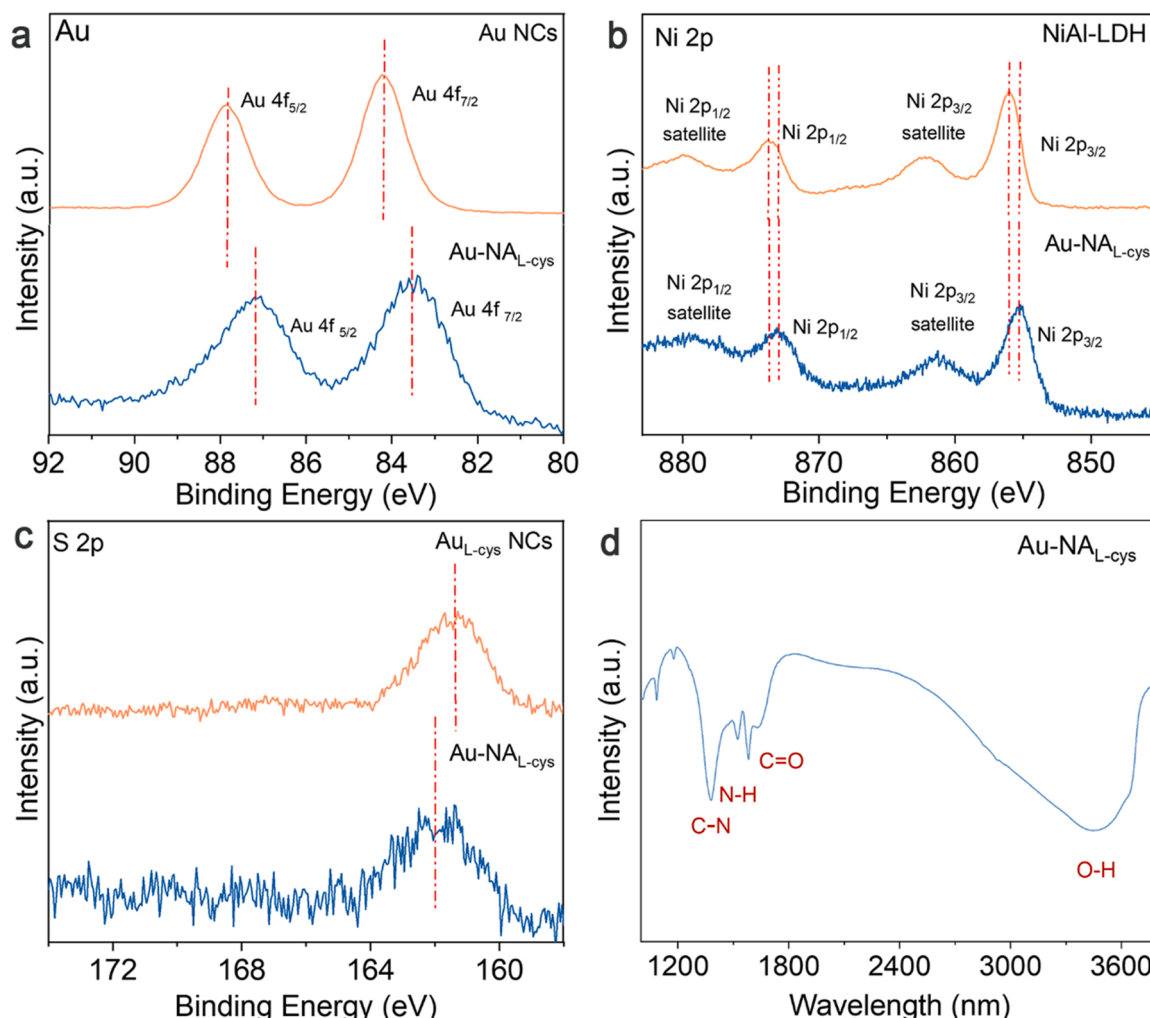 a
Au
Au NCs
Au 4f5/2
Au 4f7/2
Au-NAL-cys
Au 4f 5/2
Au 4f 7/2
Intensity (a.u.)
92 90 88 86 84 82 80
Binding Energy (eV)
b
Ni 2p
NiAl-LDH
Ni 2p1/2
satellite
Ni 2p1/2
Ni 2p3/2
satellite
Ni 2p3/2
Au-NAL-cys
Ni 2p1/2
satellite
Ni 2p1/2
Ni 2p3/2
satellite
Ni 2p3/2
Intensity (a.u.)
880 870 860 850
Binding Energy (eV)
c
S 2p
AuL-cys NCs
Au-NAL-cys
Intensity (a.u.)
172 168 164 160
Binding Energy (eV)
d
Au-NAL-cys
C=O
N-H
C-N
O-H
Intensity (a.u.)
1200 1800 2400 3000 3600
Wavelength (nm)